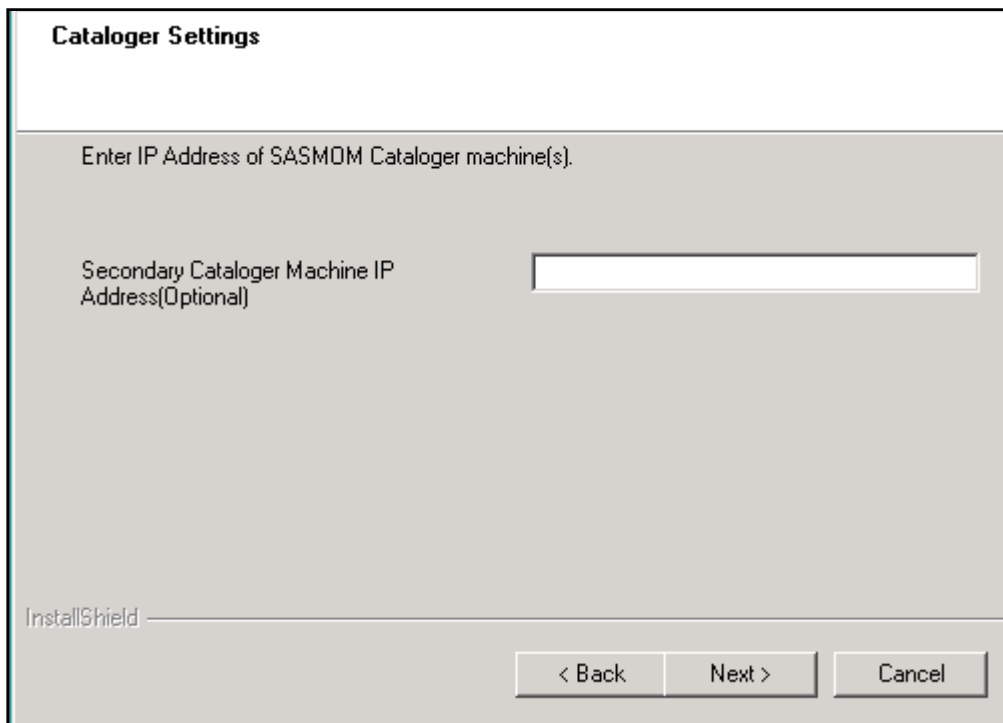 Cataloger Settings
Enter IP Address of SASMOM Cataloger machine(s).
Secondary Cataloger Machine IP
Address(Optional)
InstallShield
< Back Next > Cancel